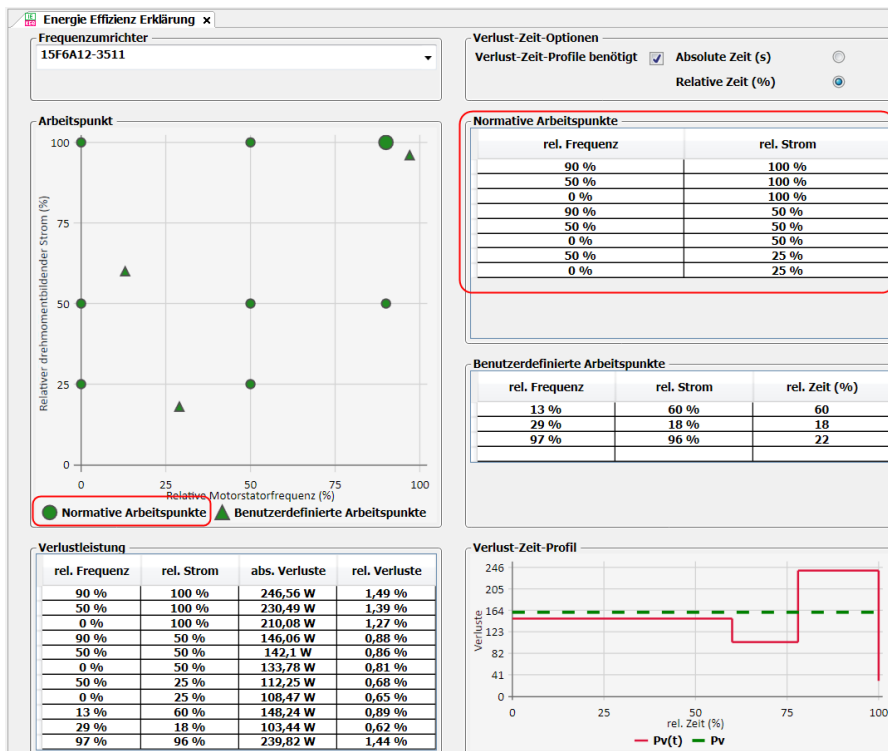 Energie Effizienz Erklärung ×
Frequenzumrichter
15F6A12-3511
Verlust-Zeit-Optionen
Verlust-Zeit-Profile benötigt Absolute Zeit (s)
Relative Zeit (%)
Arbeitspunkt
Relativer drehmomentbildender Strom (%)
100
75
50
25
0
0 25 50 75 100
Relative Motorstatorfrequenz (%)
Normative Arbeitspunkte Benutzerdefinierte Arbeitspunkte
Normative Arbeitspunkte
rel. Frequenz rel. Strom
90 % 100 %
50 % 100 %
0 % 100 %
90 % 50 %
50 % 50 %
0 % 50 %
50 % 25 %
0 % 25 %
Benutzerdefinierte Arbeitspunkte
rel. Frequenz rel. Strom rel. Zeit (%)
13 % 60 % 60
29 % 18 % 18
97 % 96 % 22
Verlustleistung
rel. Frequenz rel. Strom abs. Verluste rel. Verluste
90 % 100 % 246,56 W 1,49 %
50 % 100 % 230,49 W 1,39 %
0 % 100 % 210,08 W 1,27 %
90 % 50 % 146,06 W 0,88 %
50 % 50 % 142,1 W 0,86 %
0 % 50 % 133,78 W 0,81 %
50 % 25 % 112,25 W 0,68 %
0 % 25 % 108,47 W 0,65 %
13 % 60 % 148,24 W 0,89 %
29 % 18 % 103,44 W 0,62 %
97 % 96 % 239,82 W 1,44 %
Verlust-Zeit-Profil
Verluste
246
205
164
123
82
41
0
0 25 50 75 100
rel. Zeit (%)
Pv(t) Pv